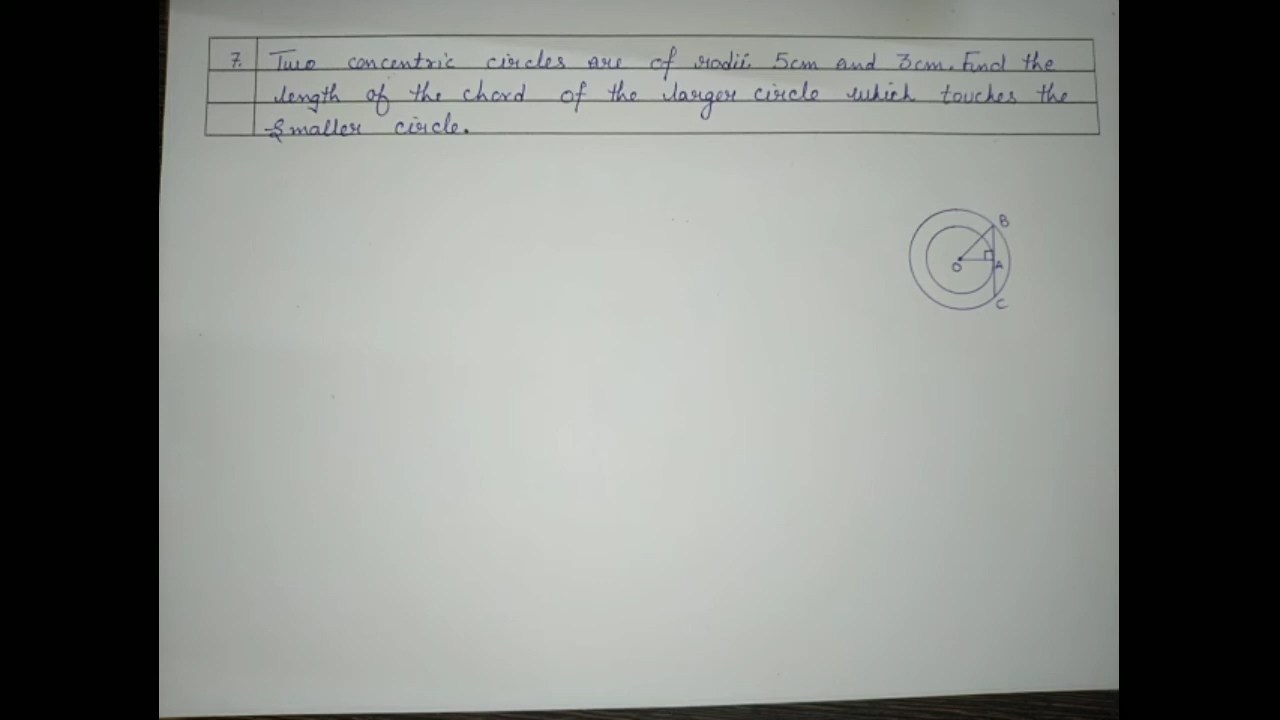 7. Two concentric circles are of radii 5cm and 3cm. Find the
length of the chord of the larger circle which touches the
smaller circle.
B
O
A
C